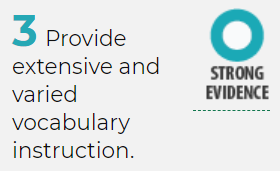 3 Provide
extensive and
varied
vocabulary
instruction.
STRONG
EVIDENCE